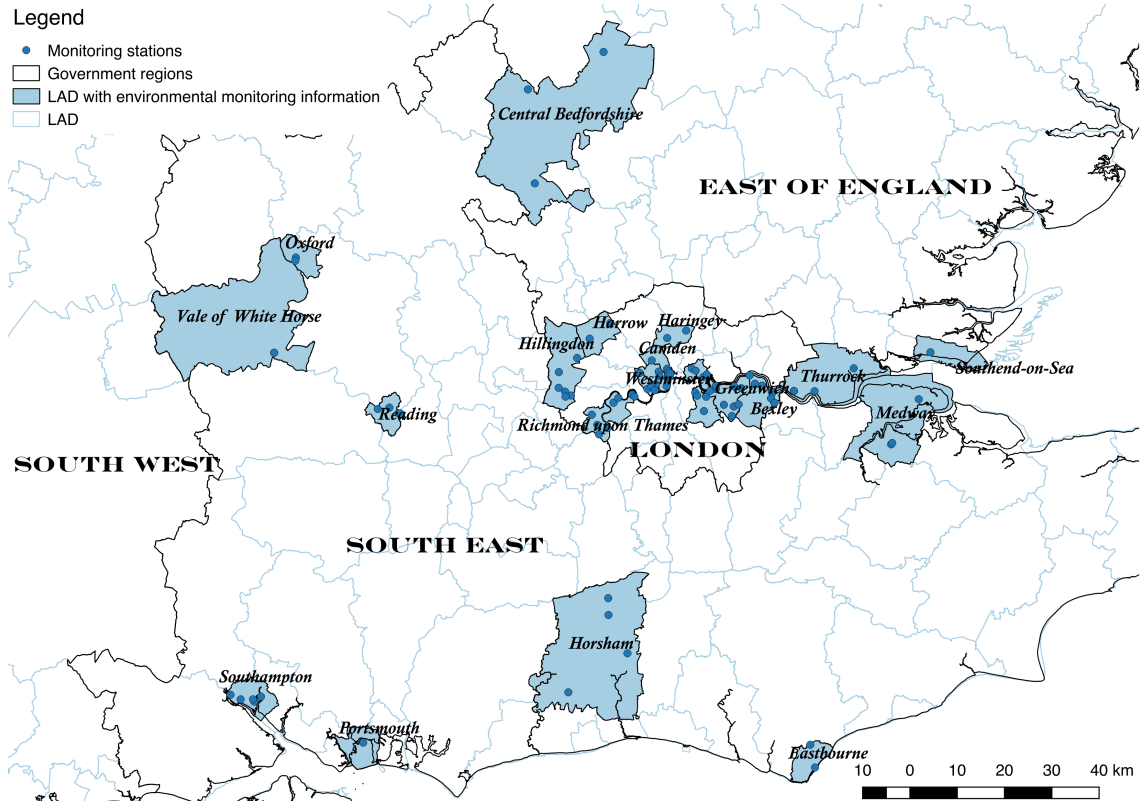 Legend
Monitoring stations
Government regions
LAD with environmental monitoring information
LAD
Central Bedfordshire
EAST OF ENGLAND
Oxford
Vale of White Horse
Harrow
Haringey
Hillingdon
Camden
Westminster
Greenwich
Thurrock
Southend-on-Sea
Reading
Bexley
Medway
Richmond upon Thames
LONDON
SOUTH WEST
SOUTH EAST
Horsham
Southampton
Portsmouth
Eastbourne
10 0 10 20 30 40 km